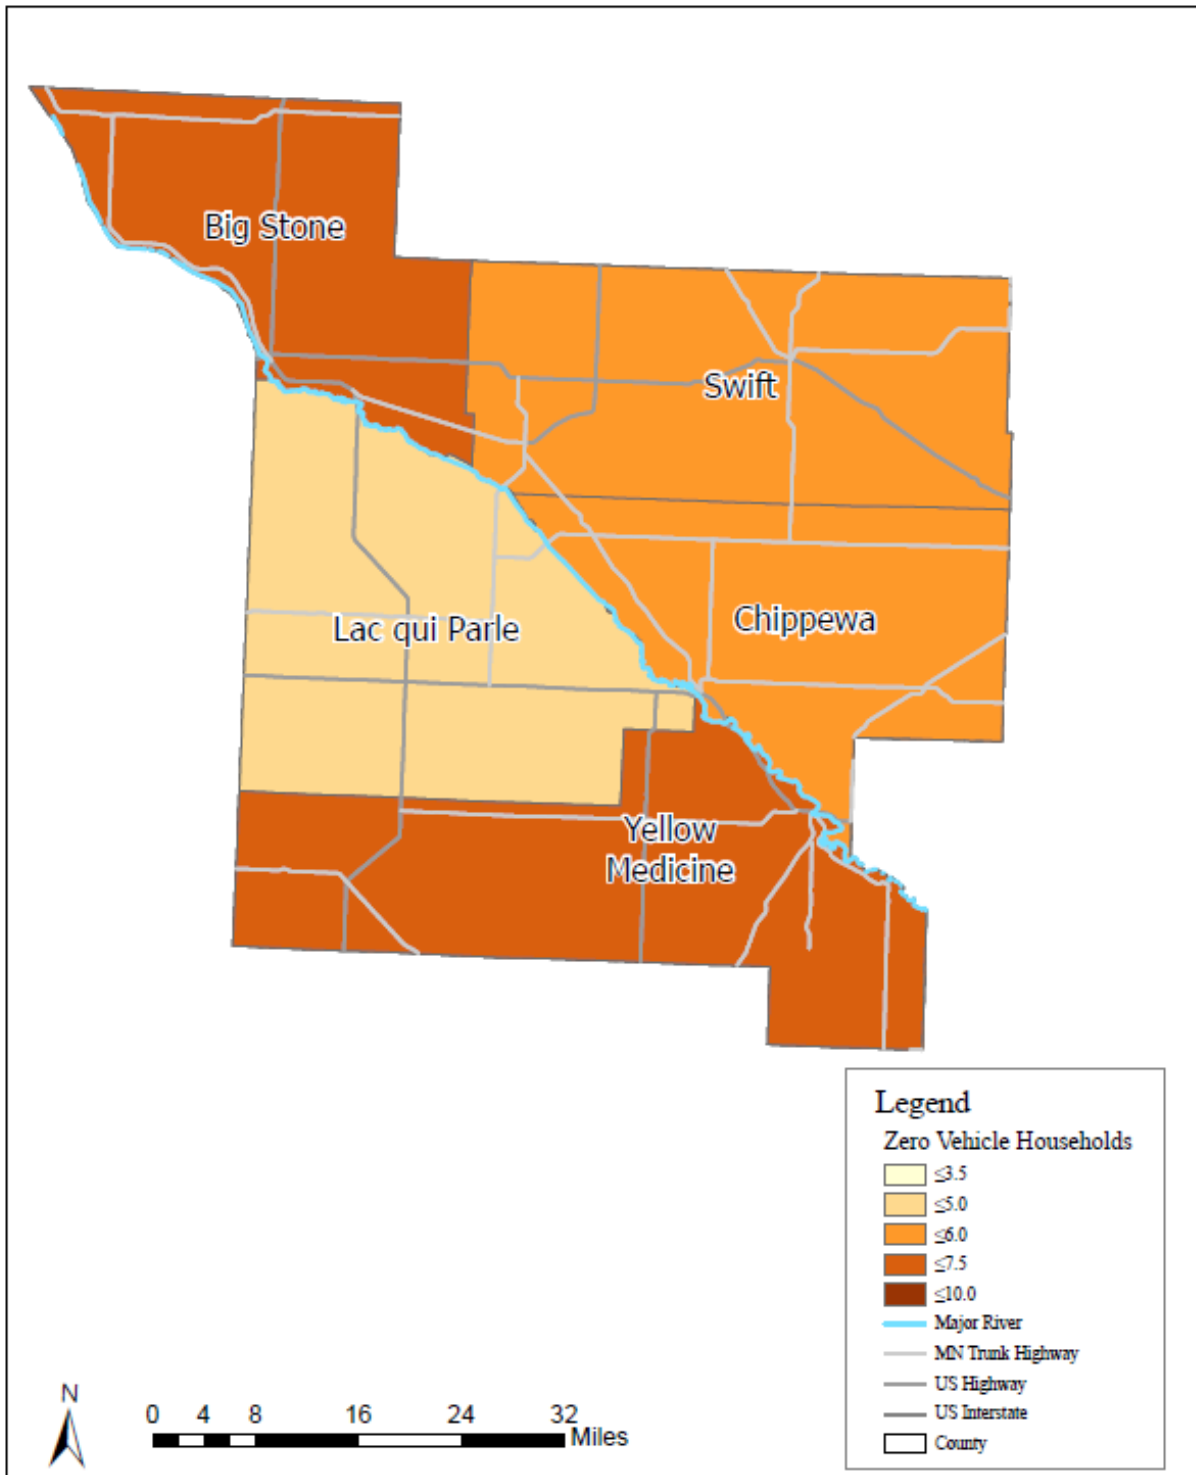 Big Stone
Swift
Chippewa
Lac qui Parle
Yellow
Medicine
Legend
Zero Vehicle Households
≤3.5
≤5.0
≤6.0
≤7.5
≤10.0
Major River
MN Trunk Highway
US Highway
US Interstate
County
N
0 4 8 16 24 32
Miles